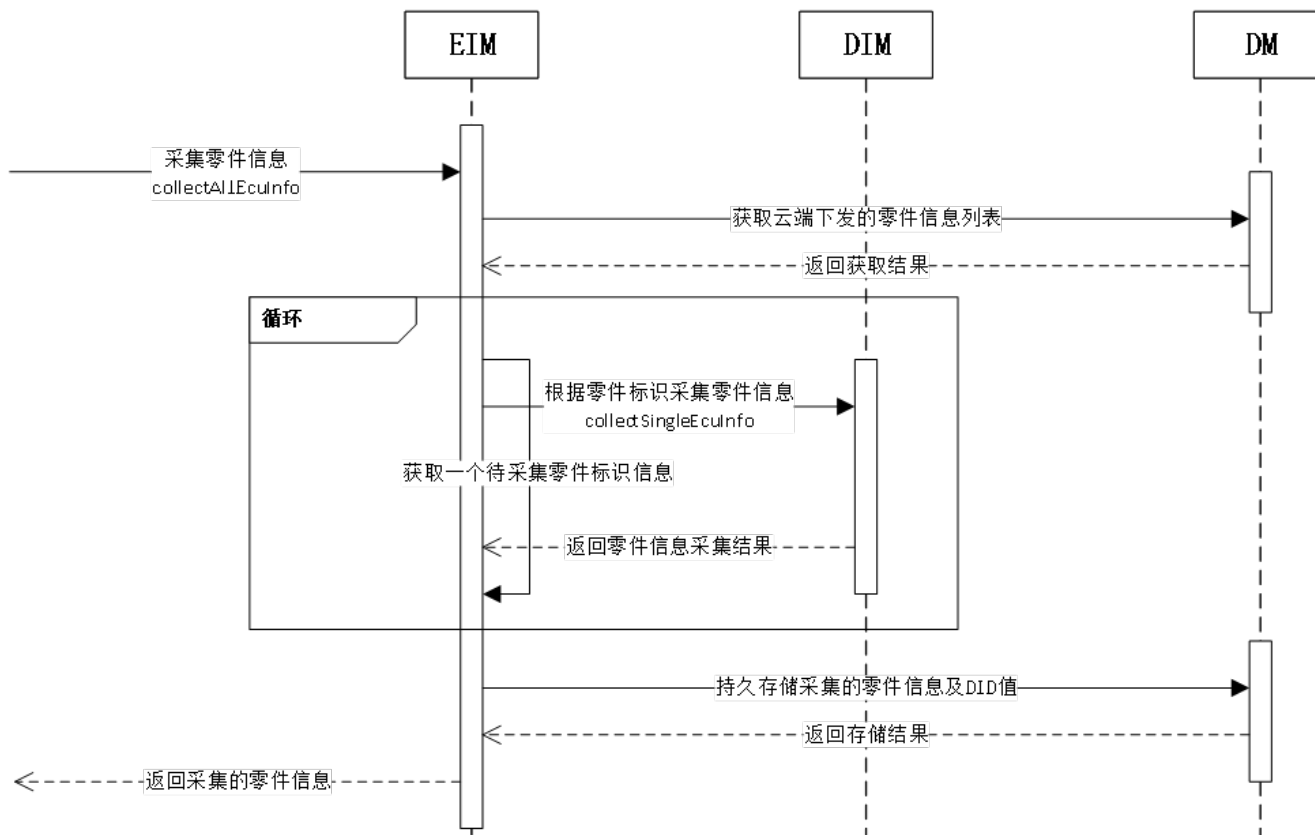 EIM
DIM
DM
采集零件信息
collectAllEcuInfo
获取云端下发的零件信息列表
返回获取结果
循环
根据零件标识采集零件信息
collectSingleEcuInfo
获取一个待采集零件标识信息
返回零件信息采集结果
持久存储采集的零件信息及DID值
返回存储结果
返回采集的零件信息